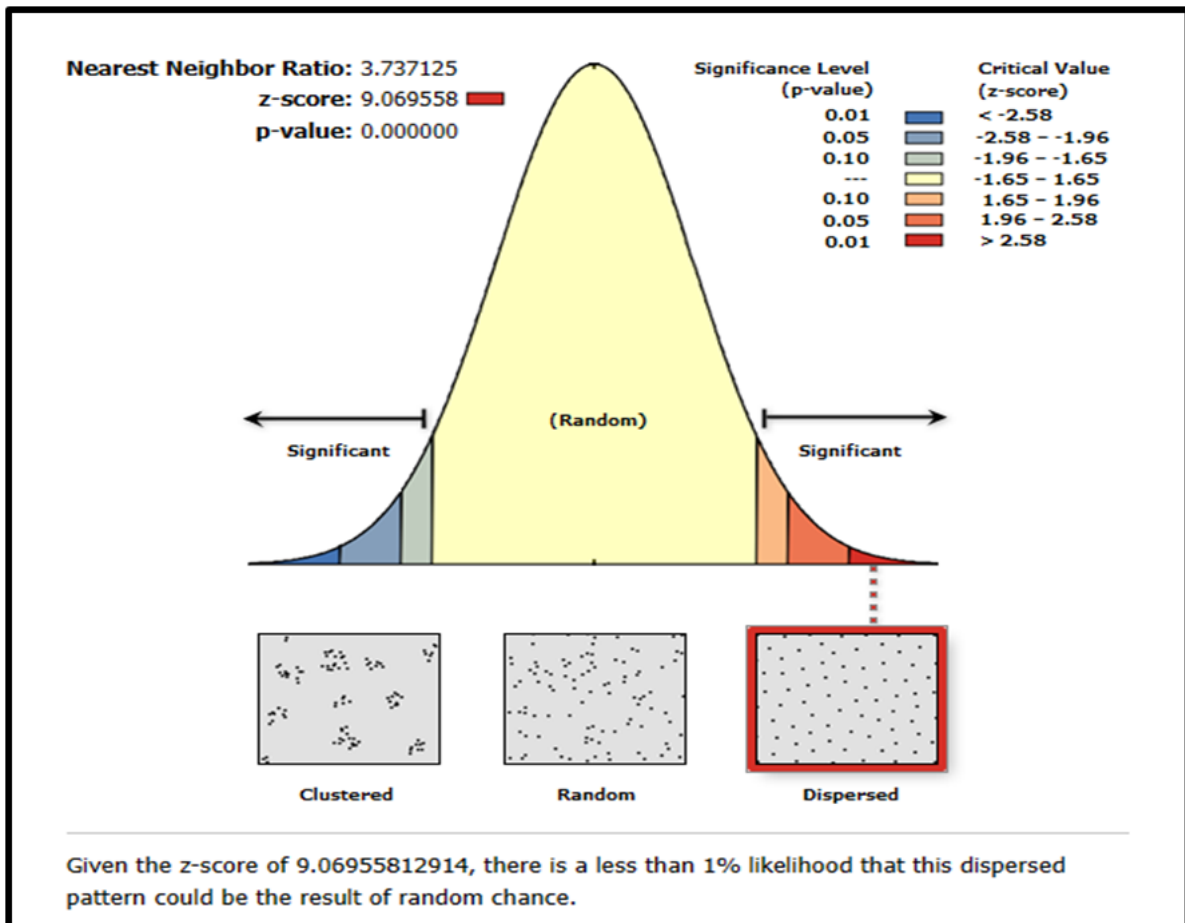 Nearest Neighbor Ratio: 3.737125
z-score: 9.069558
p-value: 0.000000
Significance Level Critical Value
(p-value) (z-score)
0.01 < -2.58
0.05 -2.58 – -1.96
0.10 -1.96 – -1.65
--- -1.65 – 1.65
0.10 1.65 – 1.96
0.05 1.96 – 2.58
0.01 > 2.58
(Random)
Significant Significant
Clustered Random Dispersed
Given the z-score of 9.06955812914, there is a less than 1% likelihood that this dispersed
pattern could be the result of random chance.